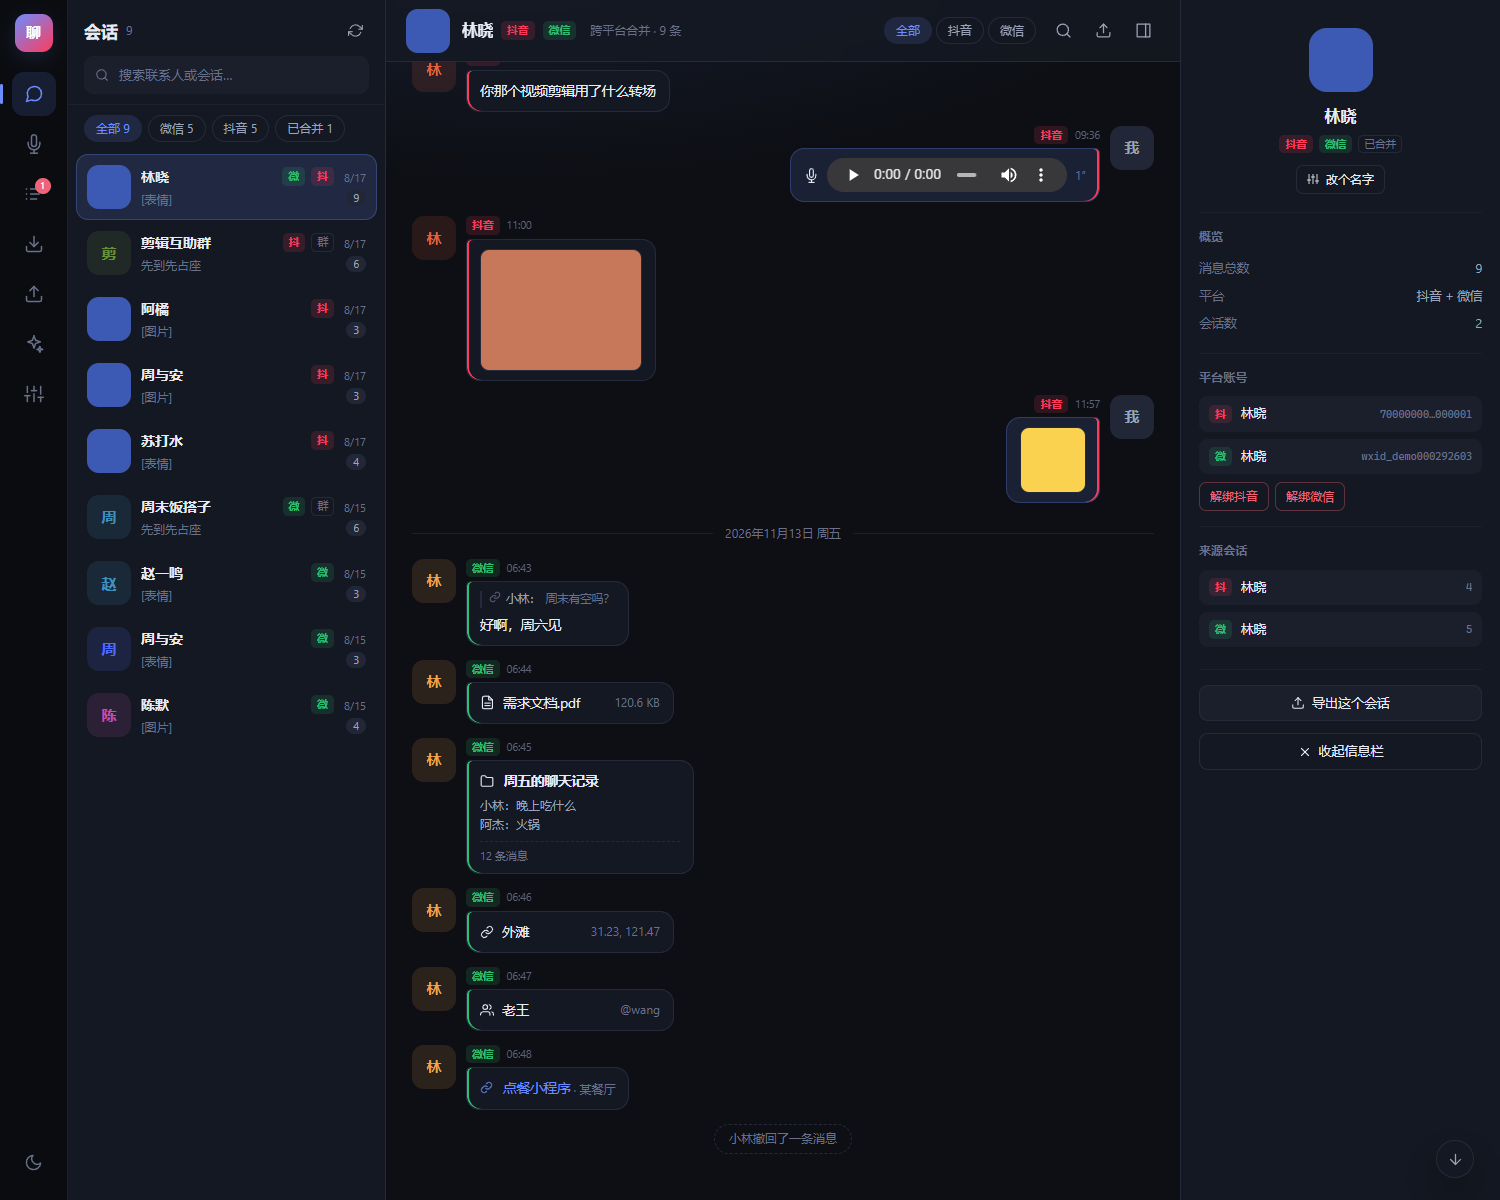 聊
会话 9
搜索联系人或会话...
全部 9 微信 5 抖音 5 已合并 1
林晓 微 抖 8/17
[表情] 9
剪 剪辑互助群 抖 群 8/17
先到先占座 6
阿橘 抖 8/17
[图片] 3
周与安 抖 8/17
[图片] 3
苏打水 抖 8/17
[表情] 4
周 周末饭搭子 微 群 8/15
先到先占座 6
赵 赵一鸣 微 8/15
[表情] 3
周 周与安 微 8/15
[表情] 3
陈 陈默 微 8/15
[图片] 4
1
林晓 抖音 微信 跨平台合并 · 9 条
全部 抖音 微信
林
你那个视频剪辑用了什么转场
抖音 09:36
我
0:00 / 0:00 1"
林 抖音 11:00
抖音 11:57
我
2026年11月13日 周五
林 微信 06:43
小林： 周末有空吗?
好啊，周六见
林 微信 06:44
需求文档.pdf 120.6 KB
林 微信 06:45
周五的聊天记录
小林：晚上吃什么
阿杰：火锅
12 条消息
林 微信 06:46
外滩 31.23, 121.47
林 微信 06:47
老王 @wang
林 微信 06:48
点餐小程序 · 某餐厅
小林撤回了一条消息
林晓
抖音 微信 已合并
改个名字
概览
消息总数 9
平台 抖音 + 微信
会话数 2
平台账号
抖 林晓 70000000…000001
微 林晓 wxid_demo000292603
解绑抖音 解绑微信
来源会话
抖 林晓 4
微 林晓 5
导出这个会话
收起信息栏